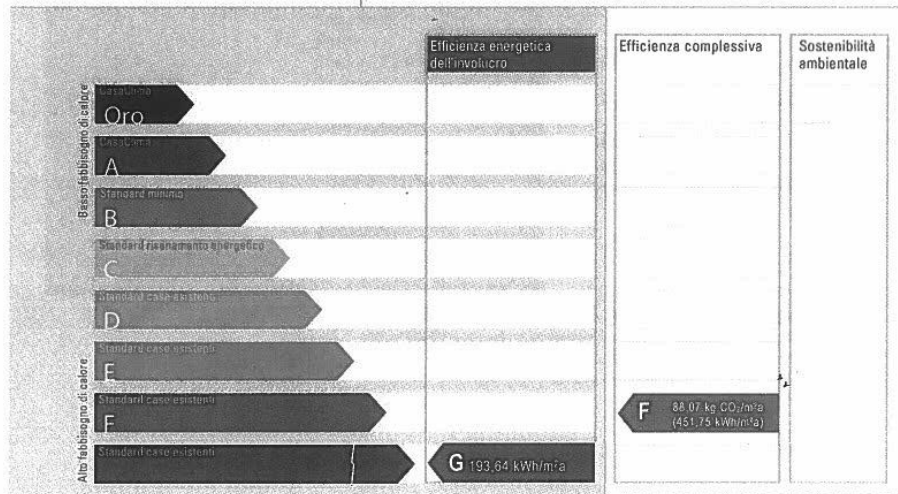 Efficienza energetica
dell'involucro
Efficienza complessiva
Sostenibilità
ambientale
Basso fabbisogno di calore
CasaClima
Oro
CasaClima
A
Standard minimo
B
Standard risanamento energetico
C
Standard case esistenti
D
Alto fabbisogno di calore
Standard case esistenti
E
Standard case esistenti
F
F 88,07 kg CO₂/m²a
(451,75 kWh/m²a)
Standard case esistenti
G 193,64 kWh/m²a